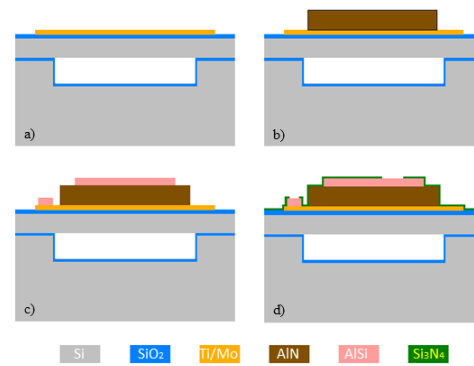 a)
b)
c)
d)
Si SiO₂ Ti/Mo AlN AlSi Si₃N₄